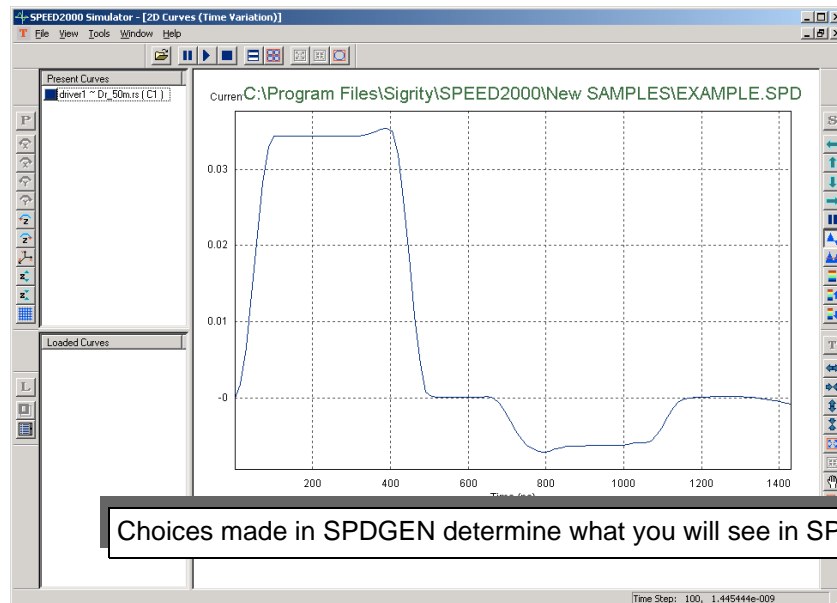 SPEED2000 Simulator - [2D Curves (Time Variation)]
File View Tools Window Help
Present Curves
driver1 ~ Dr_50m.rs ( C1 )
Curren C:\Program Files\Sigrity\SPEED2000\New SAMPLES\EXAMPLE.SPD
0.03
0.02
0.01
-0
200 400 600 800 1000 1200 1400
Loaded Curves
P
S
L
T
Choices made in SPDGEN determine what you will see in SP
Time Step: 100, 1.445444e-009